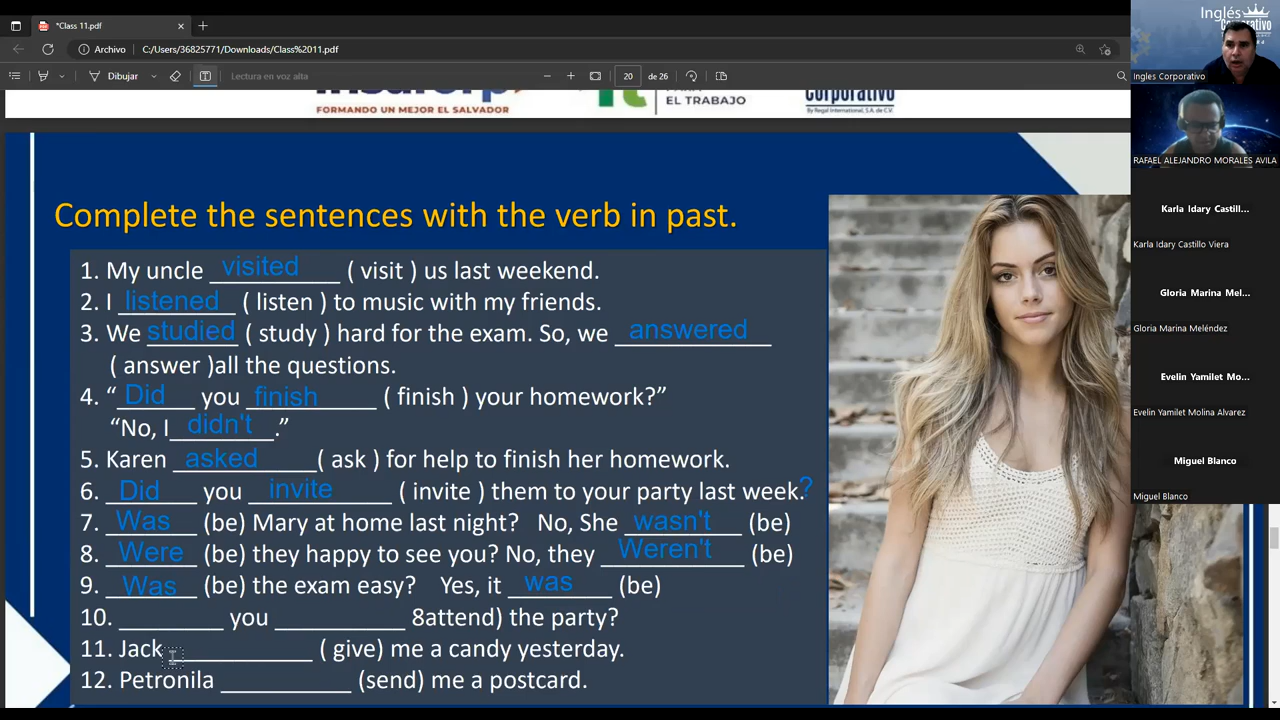 *Class 11.pdf
Archivo C:/Users/36825771/Downloads/Class%2011.pdf
Dibujar Lectura en voz alta 20 de 26
FORMANDO UN MEJOR EL SALVADOR
PARA
EL TRABAJO
Corporativo
By Regal International, S.A. de C.V.
Complete the sentences with the verb in past.
1. My uncle visited ( visit ) us last weekend.
2. I listened ( listen ) to music with my friends.
3. We studied ( study ) hard for the exam. So, we answered
( answer )all the questions.
4. “ Did you finish ( finish ) your homework?”
“No, I didn't .”
5. Karen asked ( ask ) for help to finish her homework.
6. Did you invite ( invite ) them to your party last week.?
7. Was (be) Mary at home last night? No, She wasn't (be)
8. Were (be) they happy to see you? No, they Weren't (be)
9. Was (be) the exam easy? Yes, it was (be)
10. ________ you __________ 8attend) the party?
11. Jack ___________ ( give) me a candy yesterday.
12. Petronila __________ (send) me a postcard.
Inglés
Ingles Corporativo
RAFAEL ALEJANDRO MORALES AVILA
Karla Idary Castill...
Karla Idary Castillo Viera
Gloria Marina Mel...
Gloria Marina Meléndez
Evelin Yamilet Mo...
Evelin Yamilet Molina Alvarez
Miguel Blanco
Miguel Blanco